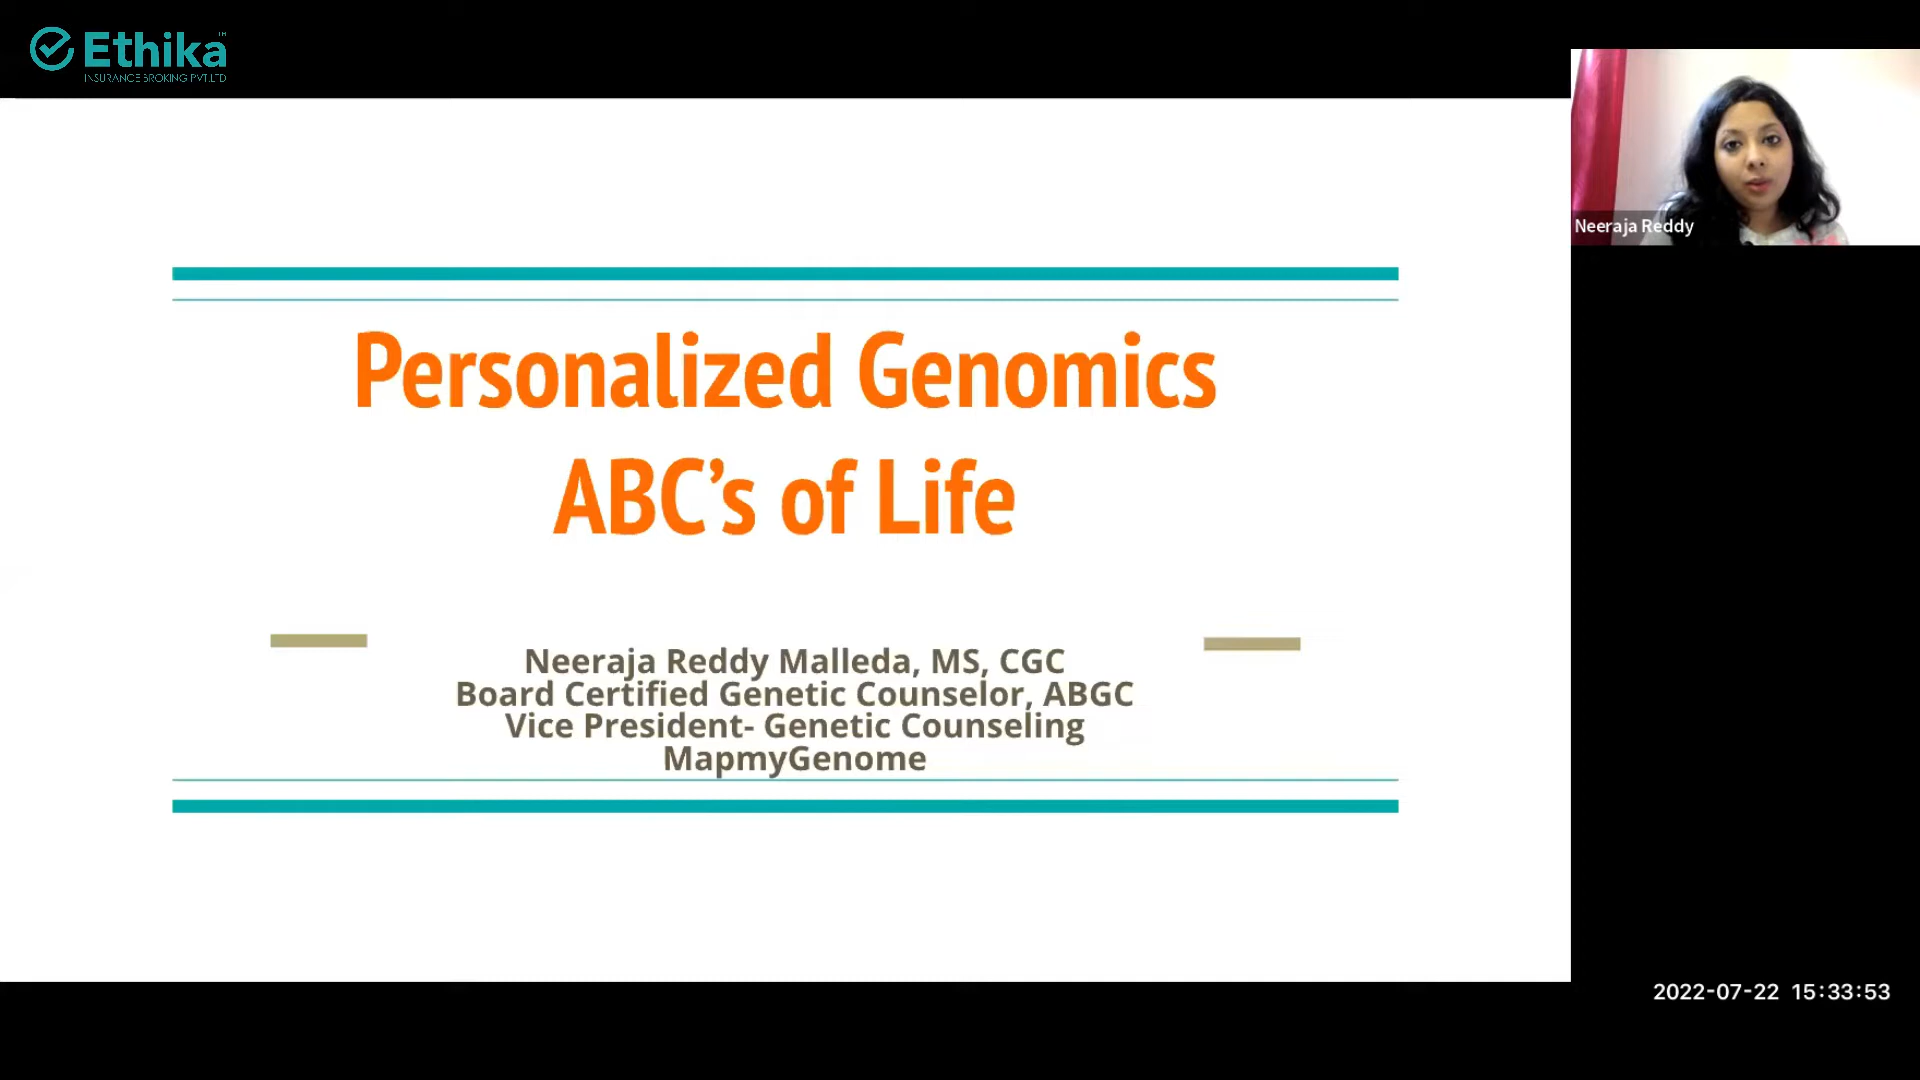 Ethika™
INSURANCE BROKING PVT.LTD
Neeraja Reddy
Personalized Genomics
ABC’s of Life
Neeraja Reddy Malleda, MS, CGC
Board Certified Genetic Counselor, ABGC
Vice President- Genetic Counseling
MapmyGenome
2022-07-22 15:33:53